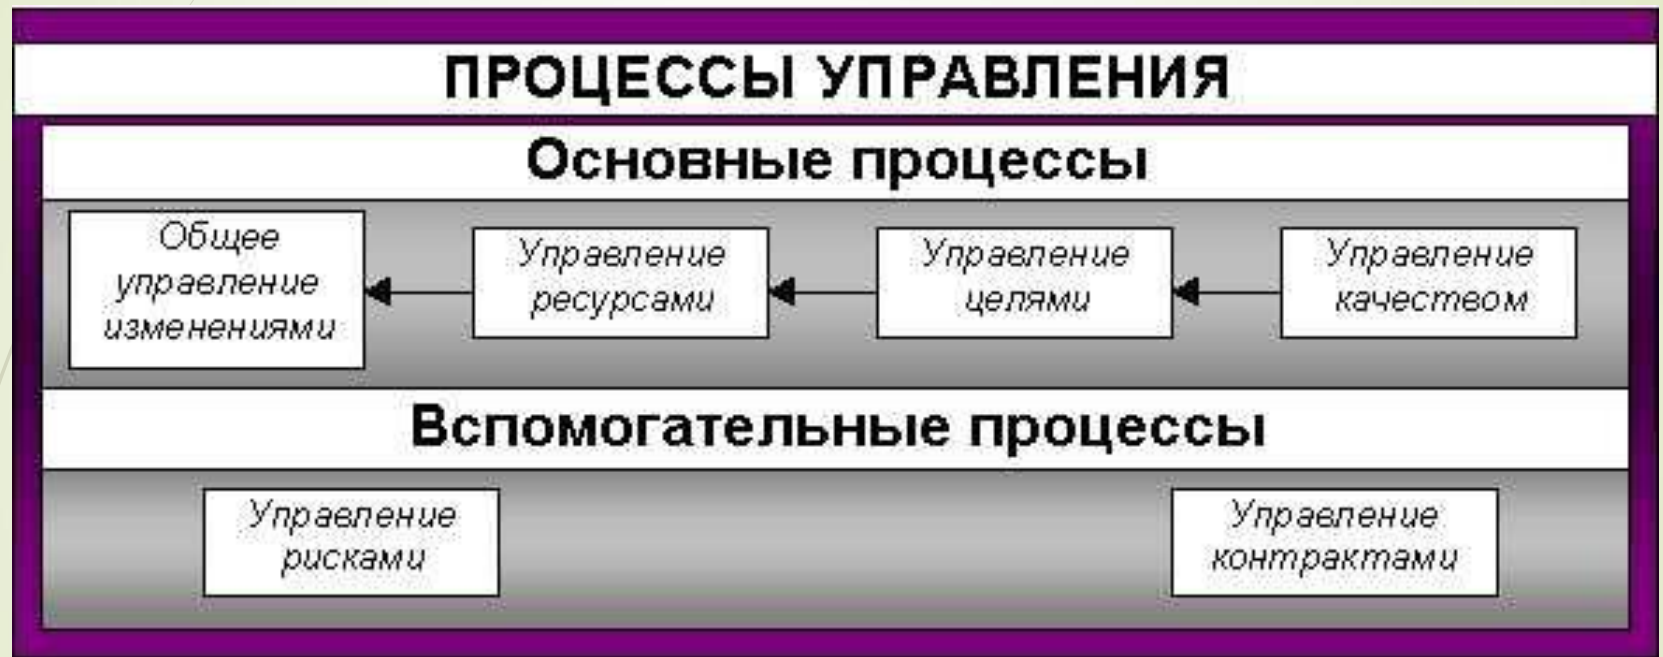 ПРОЦЕССЫ УПРАВЛЕНИЯ
Основные процессы
Общее
управление
изменениями
Управление
ресурсами
Управление
целями
Управление
качеством
Вспомогательные процессы
Управление
рисками
Управление
контрактами